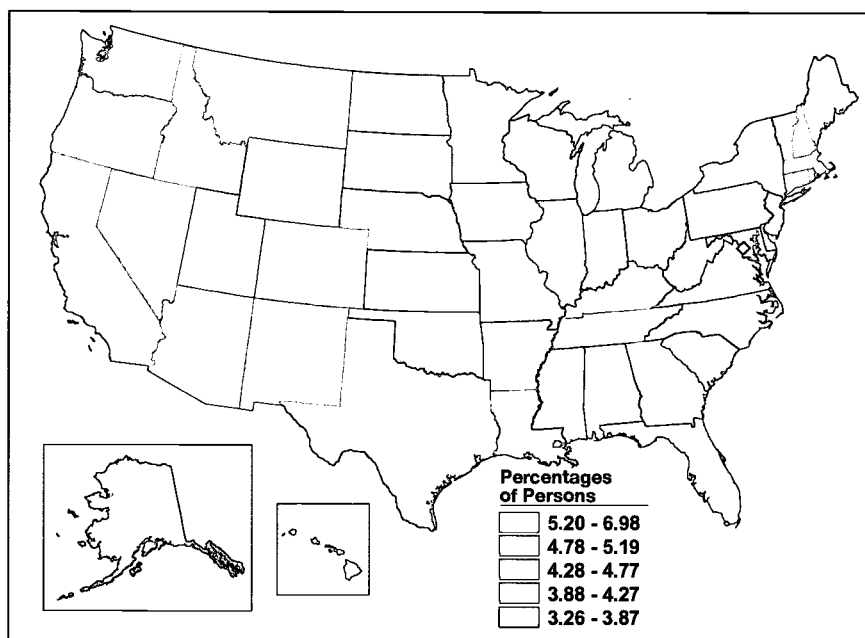 Percentages
of Persons
5.20 - 6.98
4.78 - 5.19
4.28 - 4.77
3.88 - 4.27
3.26 - 3.87